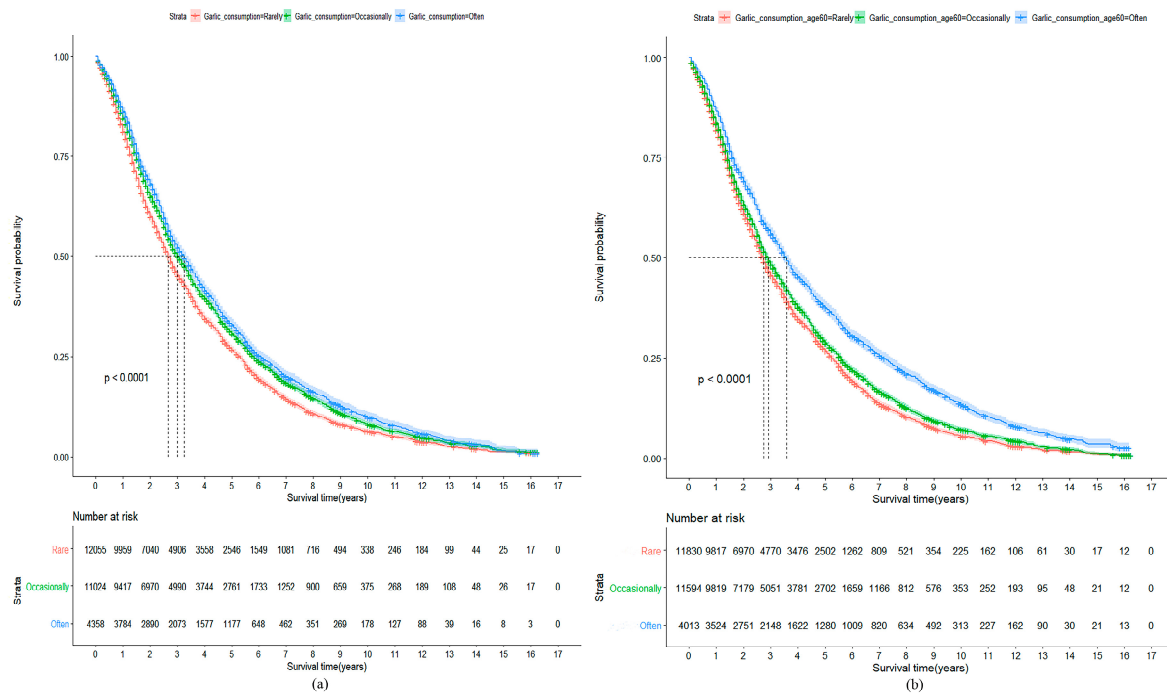 Strata Garlic_consumption=Rarely Garlic_consumption=Occasionally Garlic_consumption=Often
1.00
0.75
0.50
0.25
0.00
Survival probability
p < 0.0001
0 1 2 3 4 5 6 7 8 9 10 11 12 13 14 15 16 17
Survival time(years)
Number at risk
Strata
Rare 12055 9959 7040 4906 3558 2546 1549 1081 716 494 338 246 184 99 44 25 17 0
Occasionally 11024 9417 6970 4990 3744 2761 1733 1252 900 659 375 268 189 108 48 26 17 0
Often 4358 3784 2890 2073 1577 1177 648 462 351 269 178 127 88 39 16 8 3 0
0 1 2 3 4 5 6 7 8 9 10 11 12 13 14 15 16 17
Survival time(years)
(a)
Strata Garlic_consumption_age60=Rarely Garlic_consumption_age60=Occasionally Garlic_consumption_age60=Often
1.00
0.75
0.50
0.25
0.00
Survival probability
p < 0.0001
0 1 2 3 4 5 6 7 8 9 10 11 12 13 14 15 16 17
Survival time(years)
Number at risk
Strata
Rare 11830 9817 6970 4770 3476 2502 1262 809 521 354 225 162 106 61 30 17 12 0
Occasionally 11594 9819 7179 5051 3781 2702 1659 1166 812 576 353 252 193 95 48 21 12 0
Often 4013 3524 2751 2148 1622 1280 1009 820 634 492 313 227 162 90 30 21 13 0
0 1 2 3 4 5 6 7 8 9 10 11 12 13 14 15 16 17
Survival time(years)
(b)